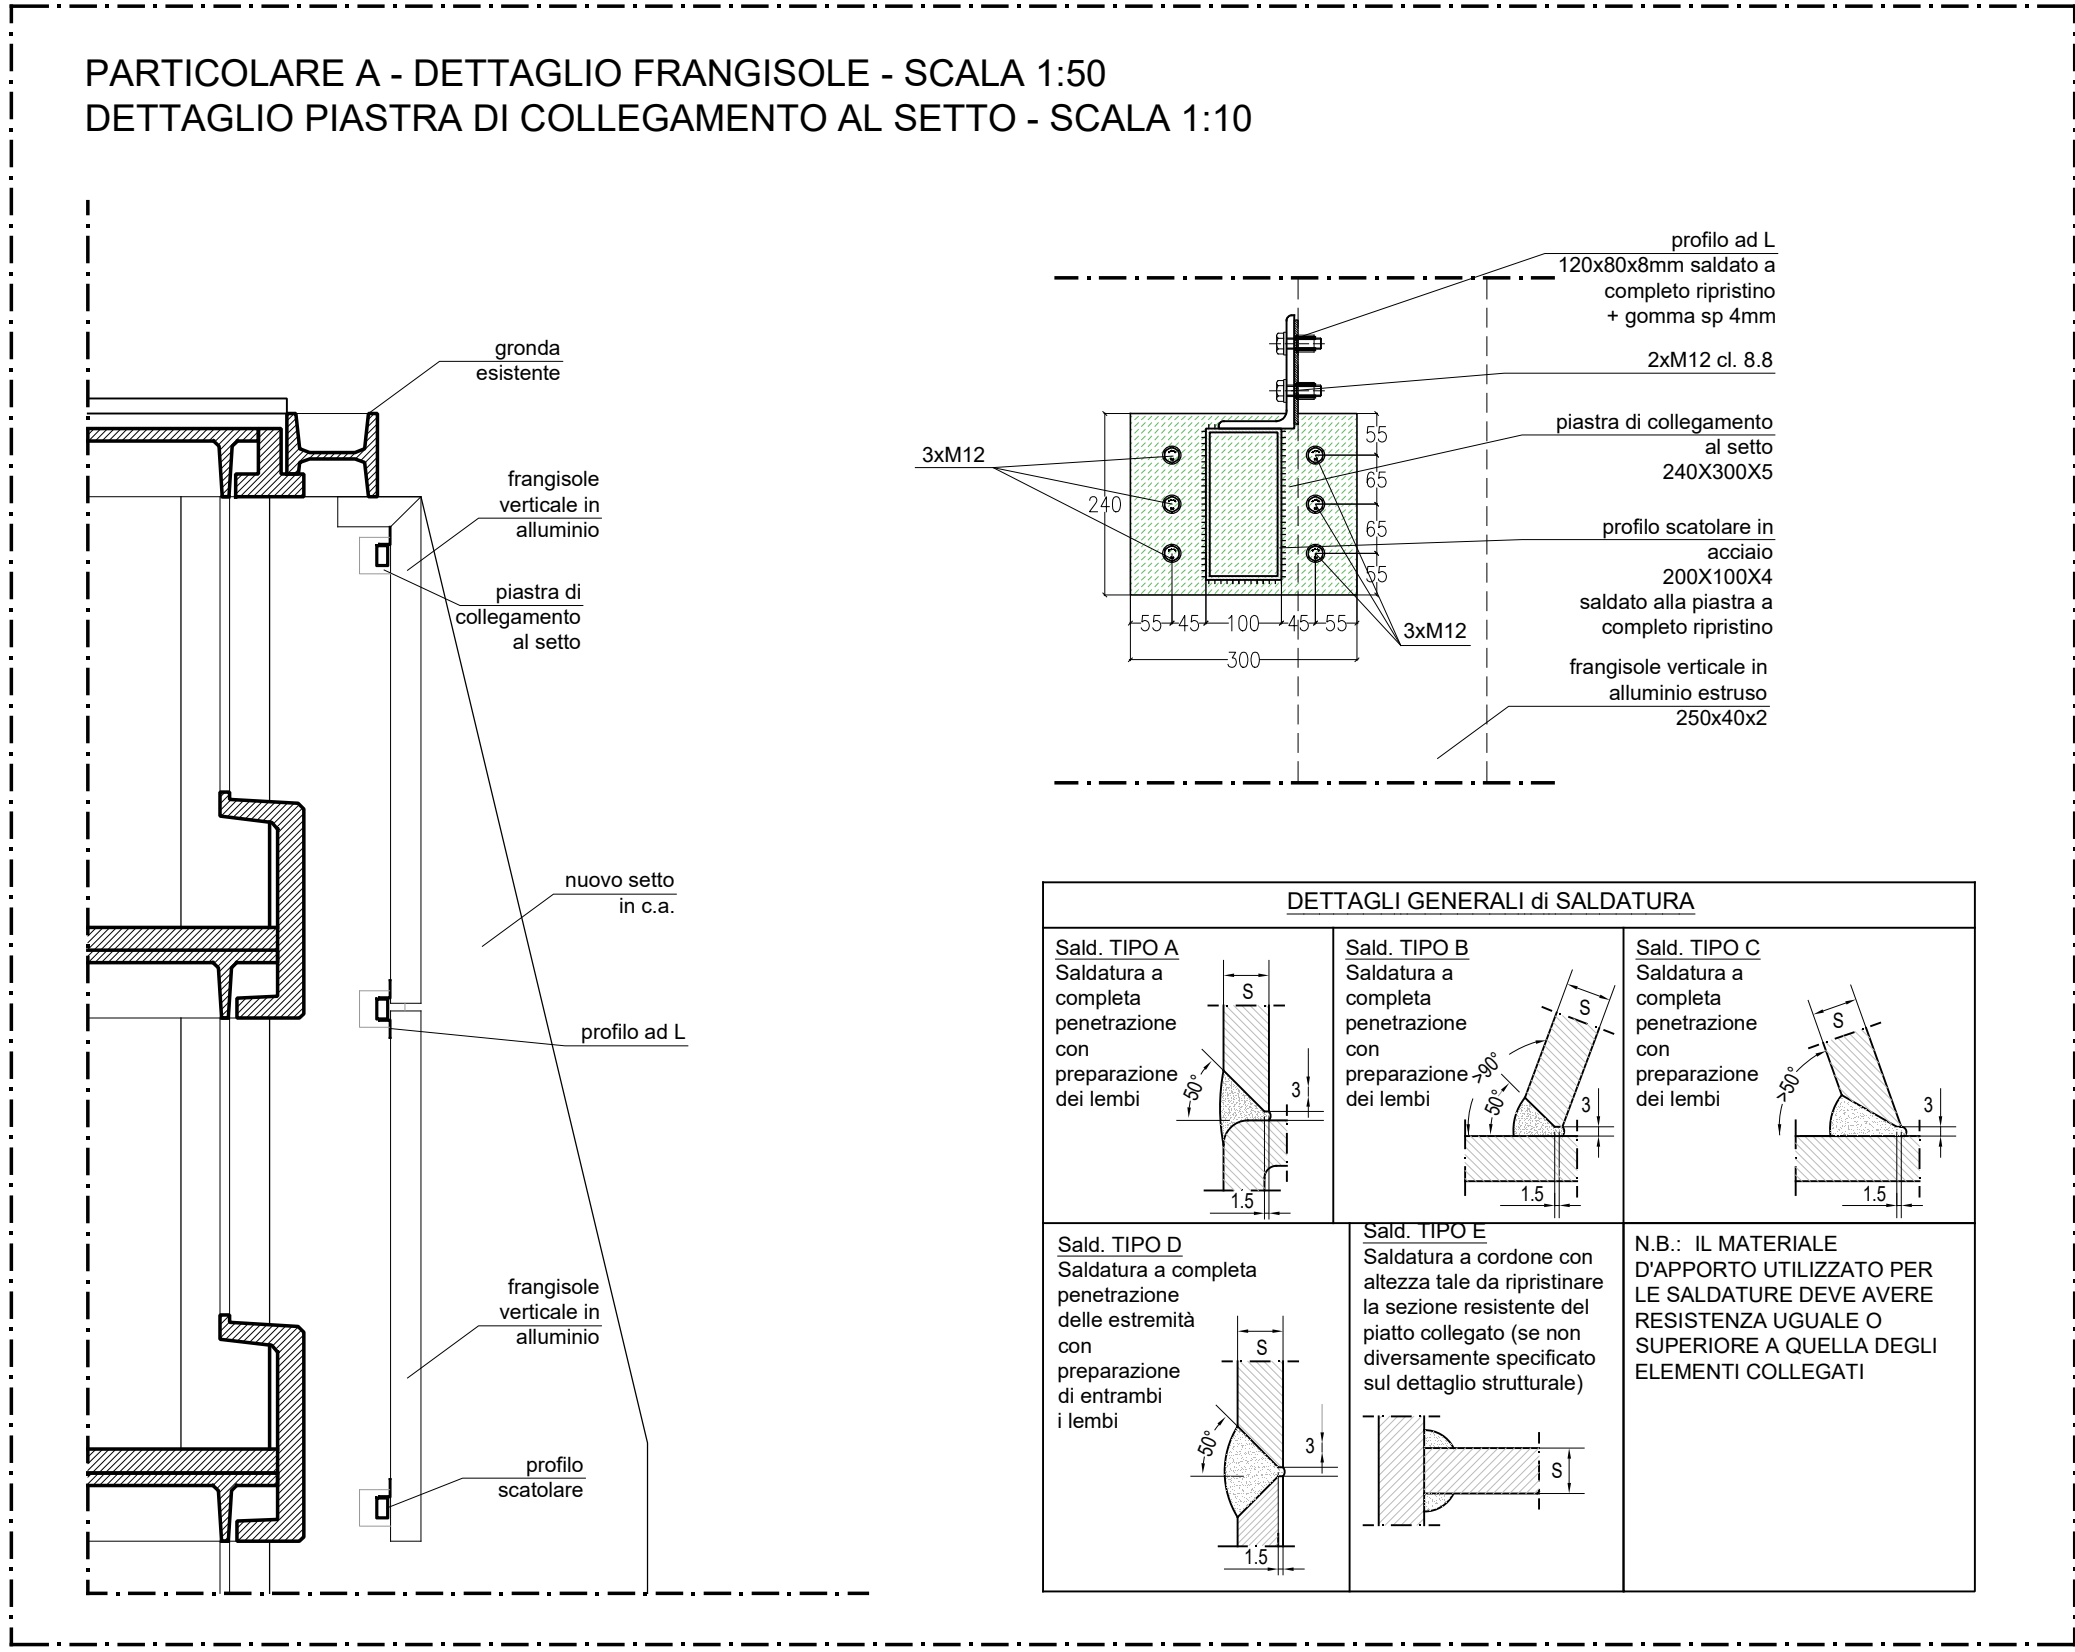 PARTICOLARE A - DETTAGLIO FRANGISOLE - SCALA 1:50
DETTAGLIO PIASTRA DI COLLEGAMENTO AL SETTO - SCALA 1:10
gronda
esistente
frangisole
verticale in
alluminio
piastra di
collegamento
al setto
nuovo setto
in c.a.
profilo ad L
frangisole
verticale in
alluminio
profilo
scatolare
profilo ad L
120x80x8mm saldato a
completo ripristino
+ gomma sp 4mm
2xM12 cl. 8.8
piastra di collegamento
al setto
240X300X5
profilo scatolare in
acciaio
200X100X4
saldato alla piastra a
completo ripristino
frangisole verticale in
alluminio estruso
250x40x2
3xM12
3xM12
240
55
65
65
55
55
45
100
45
55
300
DETTAGLI GENERALI di SALDATURA
Sald. TIPO A
Saldatura a
completa
penetrazione
con
preparazione
dei lembi
S
50°
3
1.5
Sald. TIPO B
Saldatura a
completa
penetrazione
con
preparazione
dei lembi
S
>90°
50°
3
1.5
Sald. TIPO C
Saldatura a
completa
penetrazione
con
preparazione
dei lembi
S
>50°
3
1.5
Sald. TIPO D
Saldatura a completa
penetrazione
delle estremità
con
preparazione
di entrambi
i lembi
S
50°
3
1.5
Sald. TIPO E
Saldatura a cordone con
altezza tale da ripristinare
la sezione resistente del
piatto collegato (se non
diversamente specificato
sul dettaglio strutturale)
S
N.B.: IL MATERIALE
D'APPORTO UTILIZZATO PER
LE SALDATURE DEVE AVERE
RESISTENZA UGUALE O
SUPERIORE A QUELLA DEGLI
ELEMENTI COLLEGATI